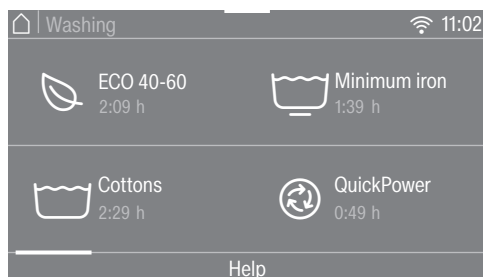 Washing 11:02
ECO 40-60 Minimum iron
2:09 h 1:39 h
Cottons QuickPower
2:29 h 0:49 h
Help